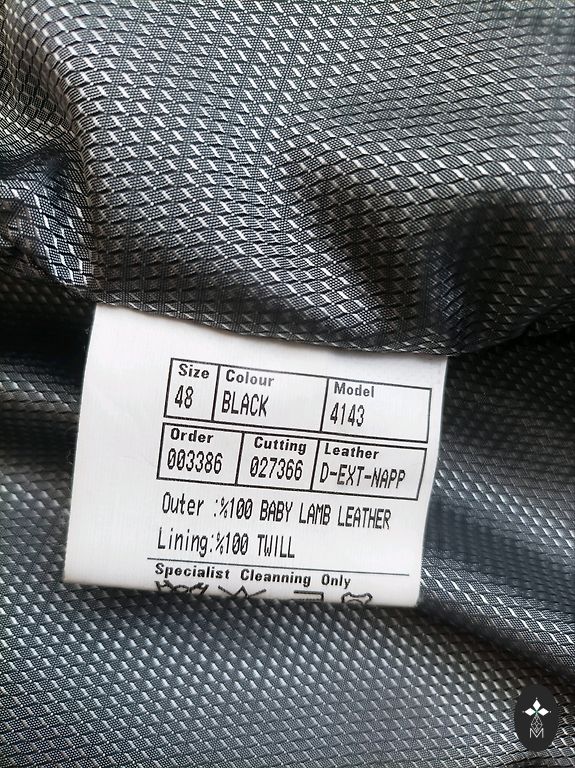 Size Colour Model
48 BLACK 4143
Order Cutting Leather
003386 027366 D-EXT-NAPP
Outer :%100 BABY LAMB LEATHER
Lining:%100 TWILL
Specialist Cleanning Only
M